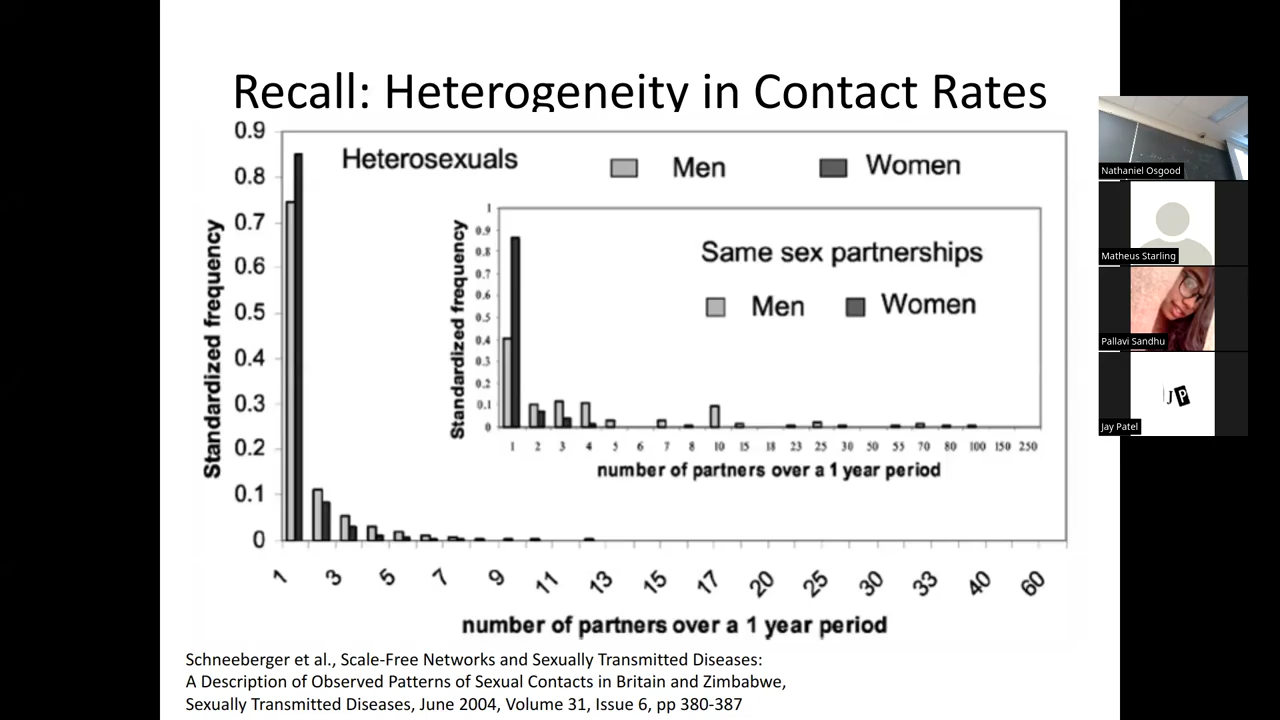 Recall: Heterogeneity in Contact Rates
0.9
0.8
0.7
0.6
0.5
0.4
0.3
0.2
0.1
0
Standardized frequency
Heterosexuals
Men
Women
1
0.9
0.8
0.7
0.6
0.5
0.4
0.3
0.2
0.1
0
Standardized frequency
Same sex partnerships
Men
Women
1 2 3 4 5 6 7 8 10 15 18 23 25 30 50 55 70 80 100 150 250
number of partners over a 1 year period
1 3 5 7 9 11 13 15 17 20 25 30 33 40 60
number of partners over a 1 year period
Schneeberger et al., Scale-Free Networks and Sexually Transmitted Diseases:
A Description of Observed Patterns of Sexual Contacts in Britain and Zimbabwe,
Sexually Transmitted Diseases, June 2004, Volume 31, Issue 6, pp 380-387
Nathaniel Osgood
Matheus Starling
Pallavi Sandhu
JP
Jay Patel